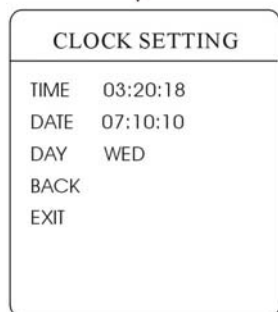 CLOCK SETTING
TIME 03:20:18
DATE 07:10:10
DAY WED
BACK
EXIT